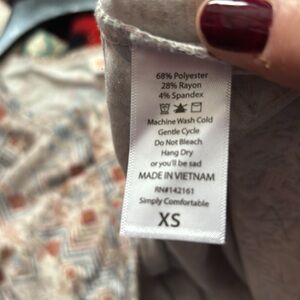 68% Polyester
28% Rayon
4% Spandex
Machine Wash Cold
Gentle Cycle
Do Not Bleach
Hang Dry
or you'll be sad
MADE IN VIETNAM
RN#142161
Simply Comfortable
XS